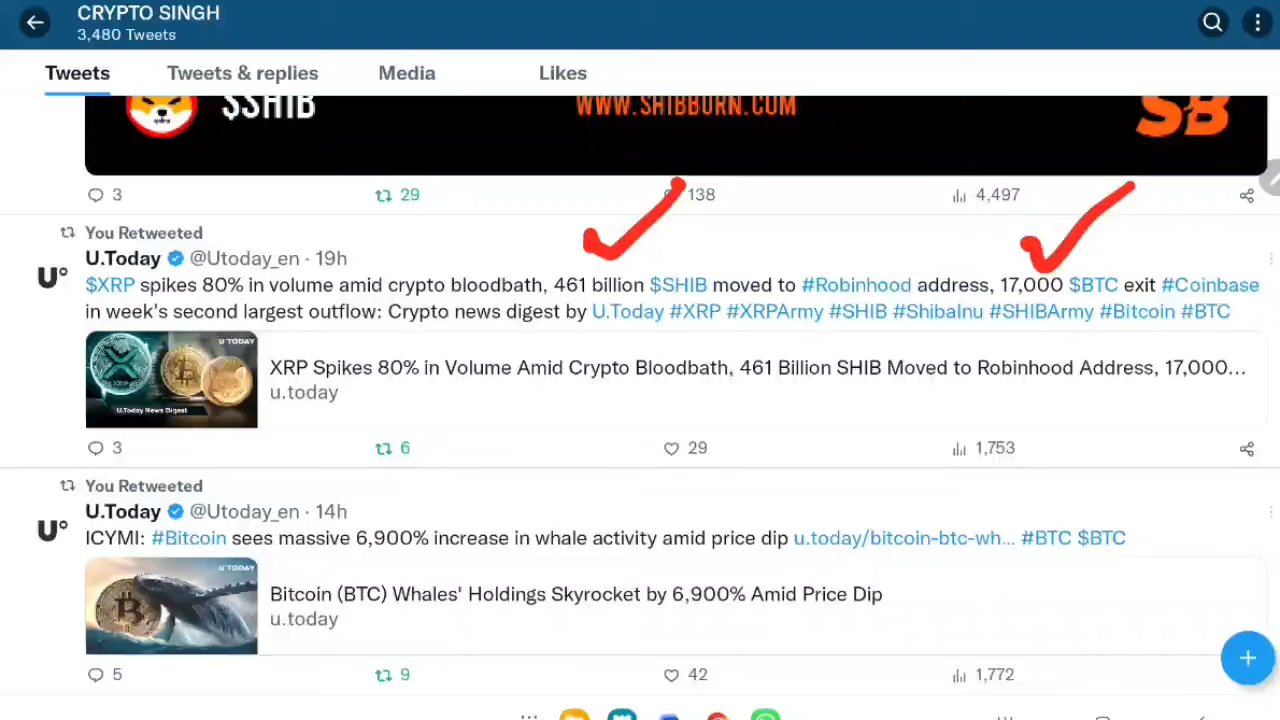 CRYPTO SINGH
3,480 Tweets
Tweets Tweets & replies Media Likes
$SHIB WWW.SHIBBURN.COM SB
3 29 138 4,497
You Retweeted
U.Today @Utoday_en · 19h
$XRP spikes 80% in volume amid crypto bloodbath, 461 billion $SHIB moved to #Robinhood address, 17,000 $BTC exit #Coinbase
in week's second largest outflow: Crypto news digest by U.Today #XRP #XRPArmy #SHIB #ShibaInu #SHIBArmy #Bitcoin #BTC
U°
U.TODAY
U.Today News Digest
XRP Spikes 80% in Volume Amid Crypto Bloodbath, 461 Billion SHIB Moved to Robinhood Address, 17,000...
u.today
3 6 29 1,753
You Retweeted
U.Today @Utoday_en · 14h
ICYMI: #Bitcoin sees massive 6,900% increase in whale activity amid price dip u.today/bitcoin-btc-wh... #BTC $BTC
U°
U.TODAY
Bitcoin (BTC) Whales' Holdings Skyrocket by 6,900% Amid Price Dip
u.today
5 9 42 1,772